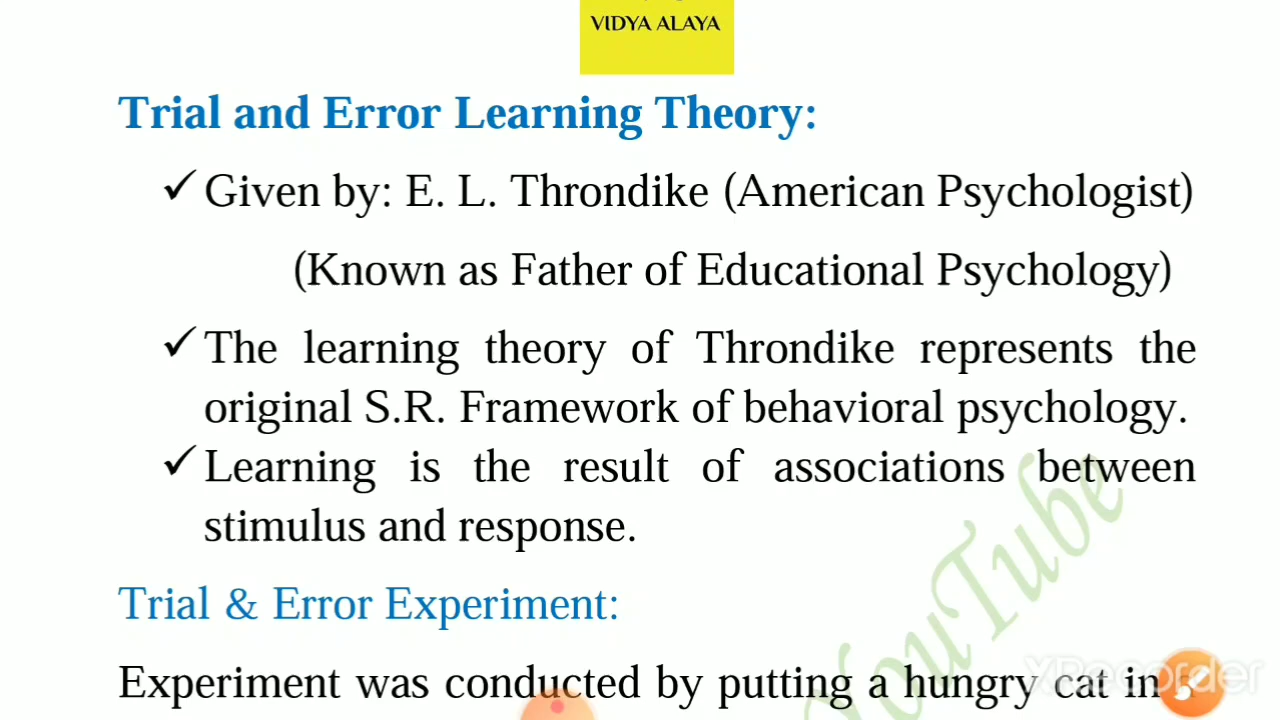 VIDYA ALAYA
Trial and Error Learning Theory:
✓ Given by: E. L. Throndike (American Psychologist)
(Known as Father of Educational Psychology)
✓ The learning theory of Throndike represents the
original S.R. Framework of behavioral psychology.
✓ Learning is the result of associations between
stimulus and response.
Trial & Error Experiment:
Experiment was conducted by putting a hungry cat in
YouTube
XRecorder